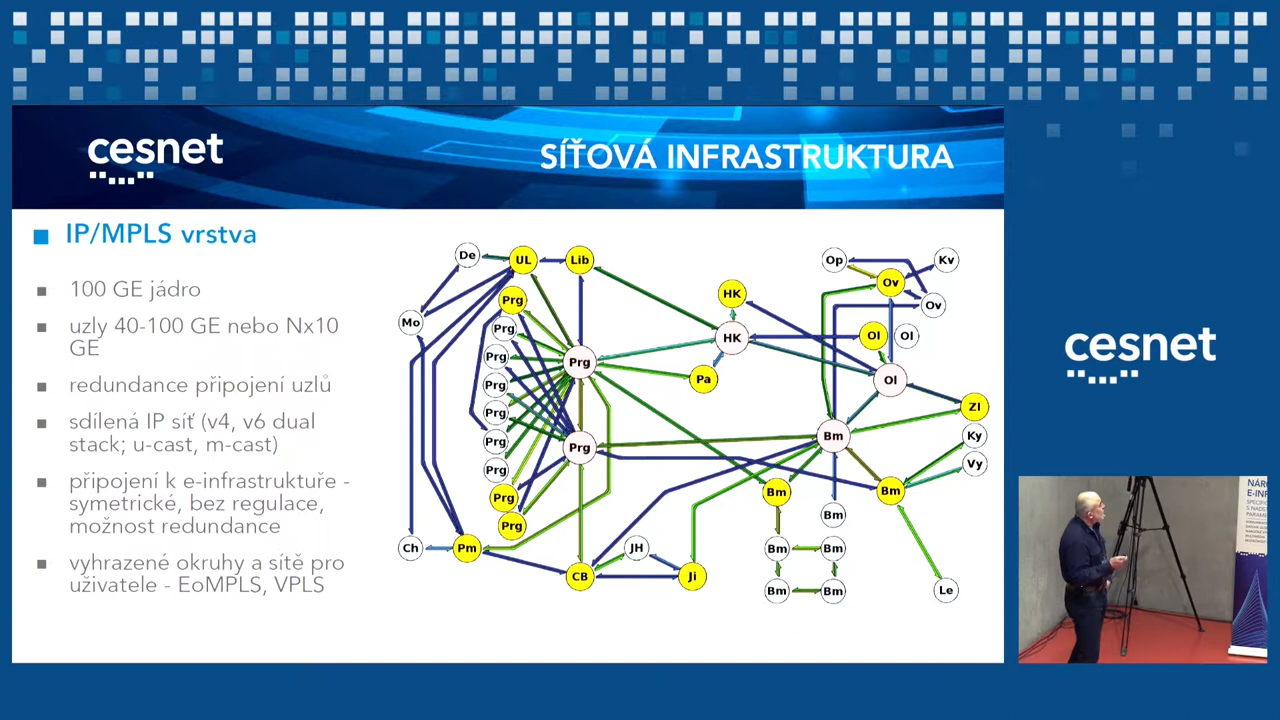 cesnet
SÍŤOVÁ INFRASTRUKTURA
IP/MPLS vrstva
100 GE jádro
uzly 40-100 GE nebo Nx10
GE
redundance připojení uzlů
sdílená IP síť (v4, v6 dual
stack; u-cast, m-cast)
připojení k e-infrastruktuře -
symetrické, bez regulace,
možnost redundance
vyhrazené okruhy a sítě pro
uživatele - EoMPLS, VPLS
De
UL
Lib
Op
Kv
Ov
HK
Prg
Ov
Mo
Prg
HK
Ol
Ol
Prg
Prg
Pa
Ol
Prg
Prg
Zl
Prg
Prg
Bm
Ky
Prg
Vy
Prg
Bm
Bm
Prg
Bm
Ch
Pm
JH
Bm
Bm
CB
Ji
Bm
Bm
Le
cesnet
NÁRO
E-INF